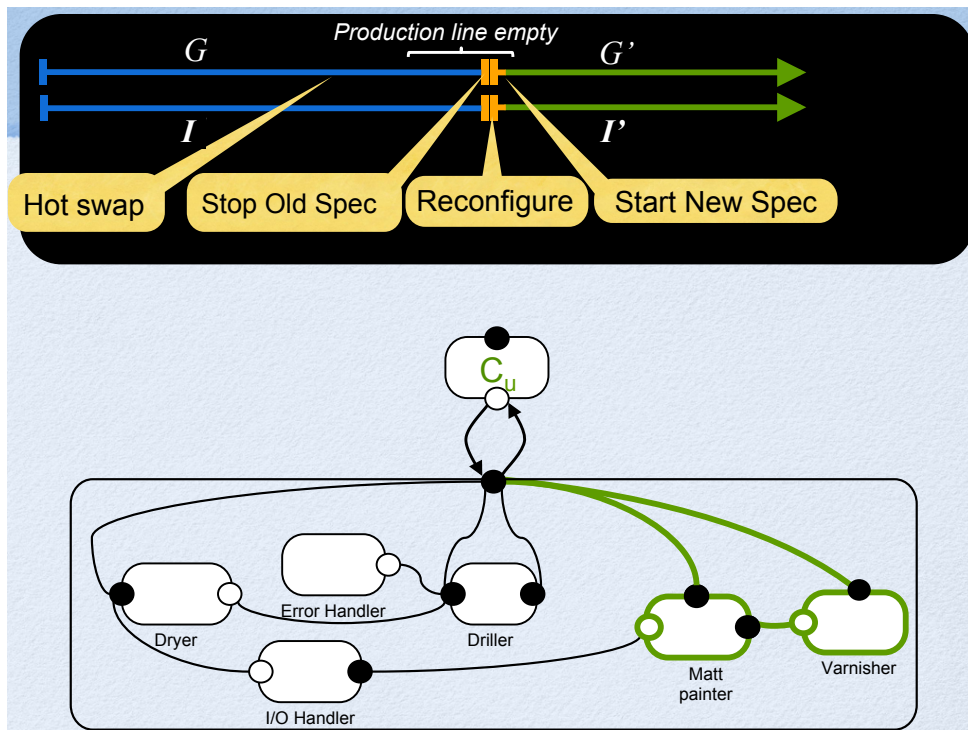 Production line empty
G
G’
I
I’
Hot swap
Stop Old Spec
Reconfigure
Start New Spec
Cμ
Error Handler
Dryer
Driller
Matt
painter
Varnisher
I/O Handler